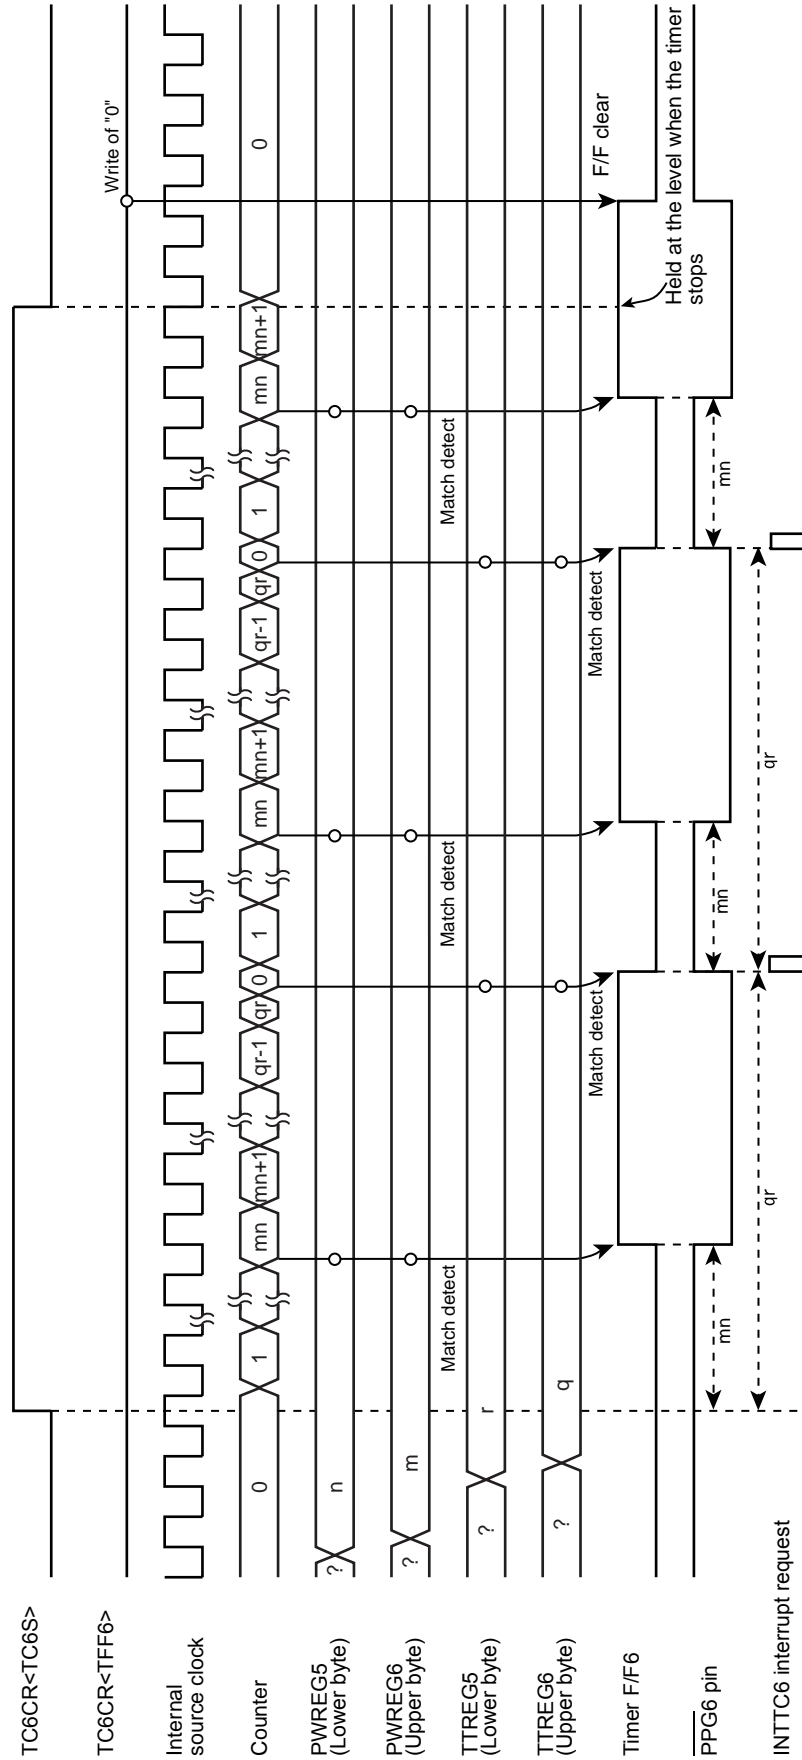 TC6CR<TC6S>
TC6CR<TFF6>
Write of "0"
Internal
source clock
Counter
0
1
mn
mn+1
qr-1
qr
0
1
mn
mn+1
qr-1
qr
0
1
mn
mn+1
0
PWREG5
(Lower byte)
?
n
PWREG6
(Upper byte)
?
m
Match detect
Match detect
Match detect
TTREG5
(Lower byte)
?
r
TTREG6
(Upper byte)
?
q
Match detect
Match detect
F/F clear
Timer F/F6
Held at the level when the timer
stops
PPG6 pin
mn
mn
mn
qr
qr
INTTC6 interrupt request